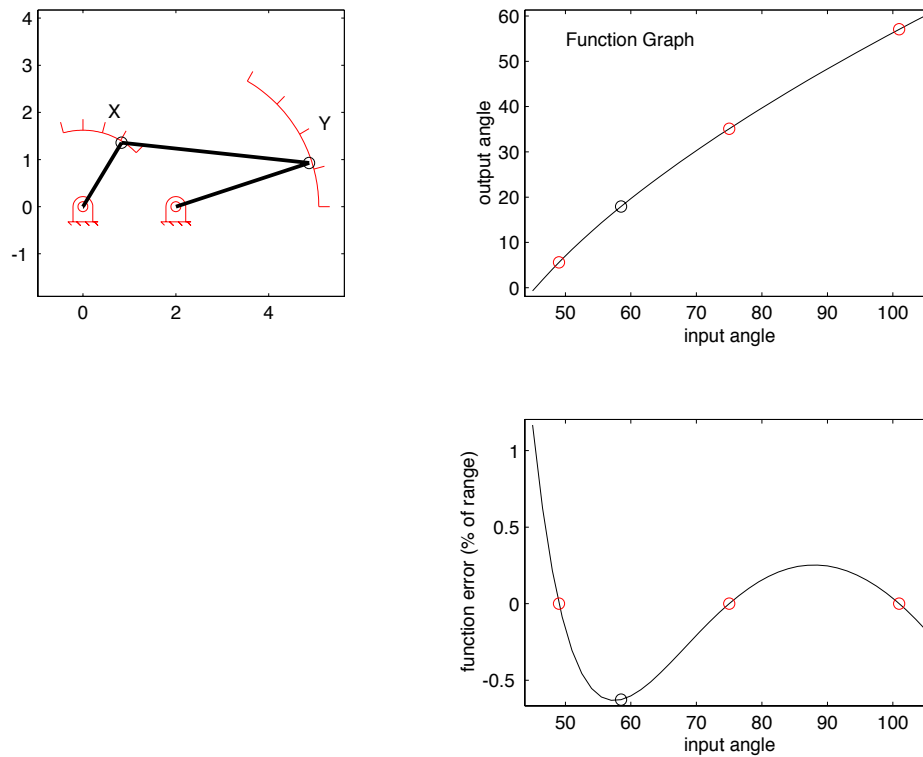 4
3
2
1
0
-1
0 2 4
X
Y
60
50
40
30
20
10
0
50 60 70 80 90 100
input angle
output angle
Function Graph
1
0.5
0
-0.5
50 60 70 80 90 100
input angle
function error (% of range)